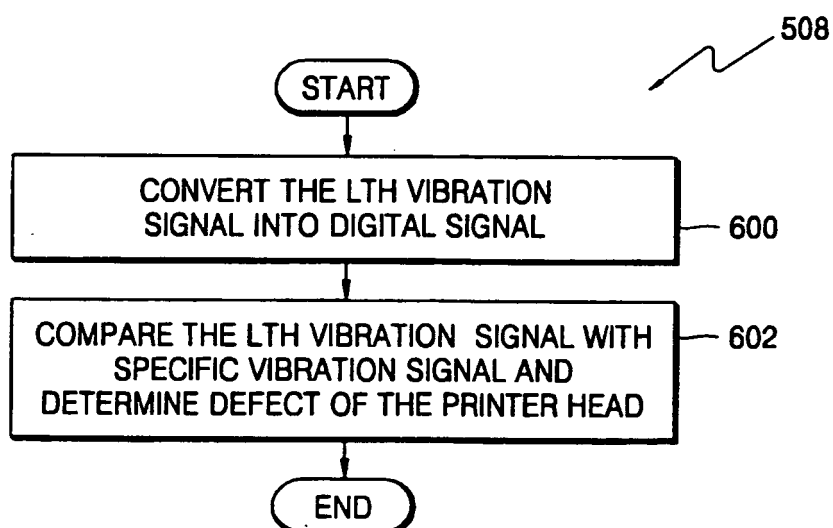 508
START
CONVERT THE LTH VIBRATION
SIGNAL INTO DIGITAL SIGNAL
600
COMPARE THE LTH VIBRATION SIGNAL WITH
602
SPECIFIC VIBRATION SIGNAL AND
DETERMINE DEFECT OF THE PRINTER HEAD
END